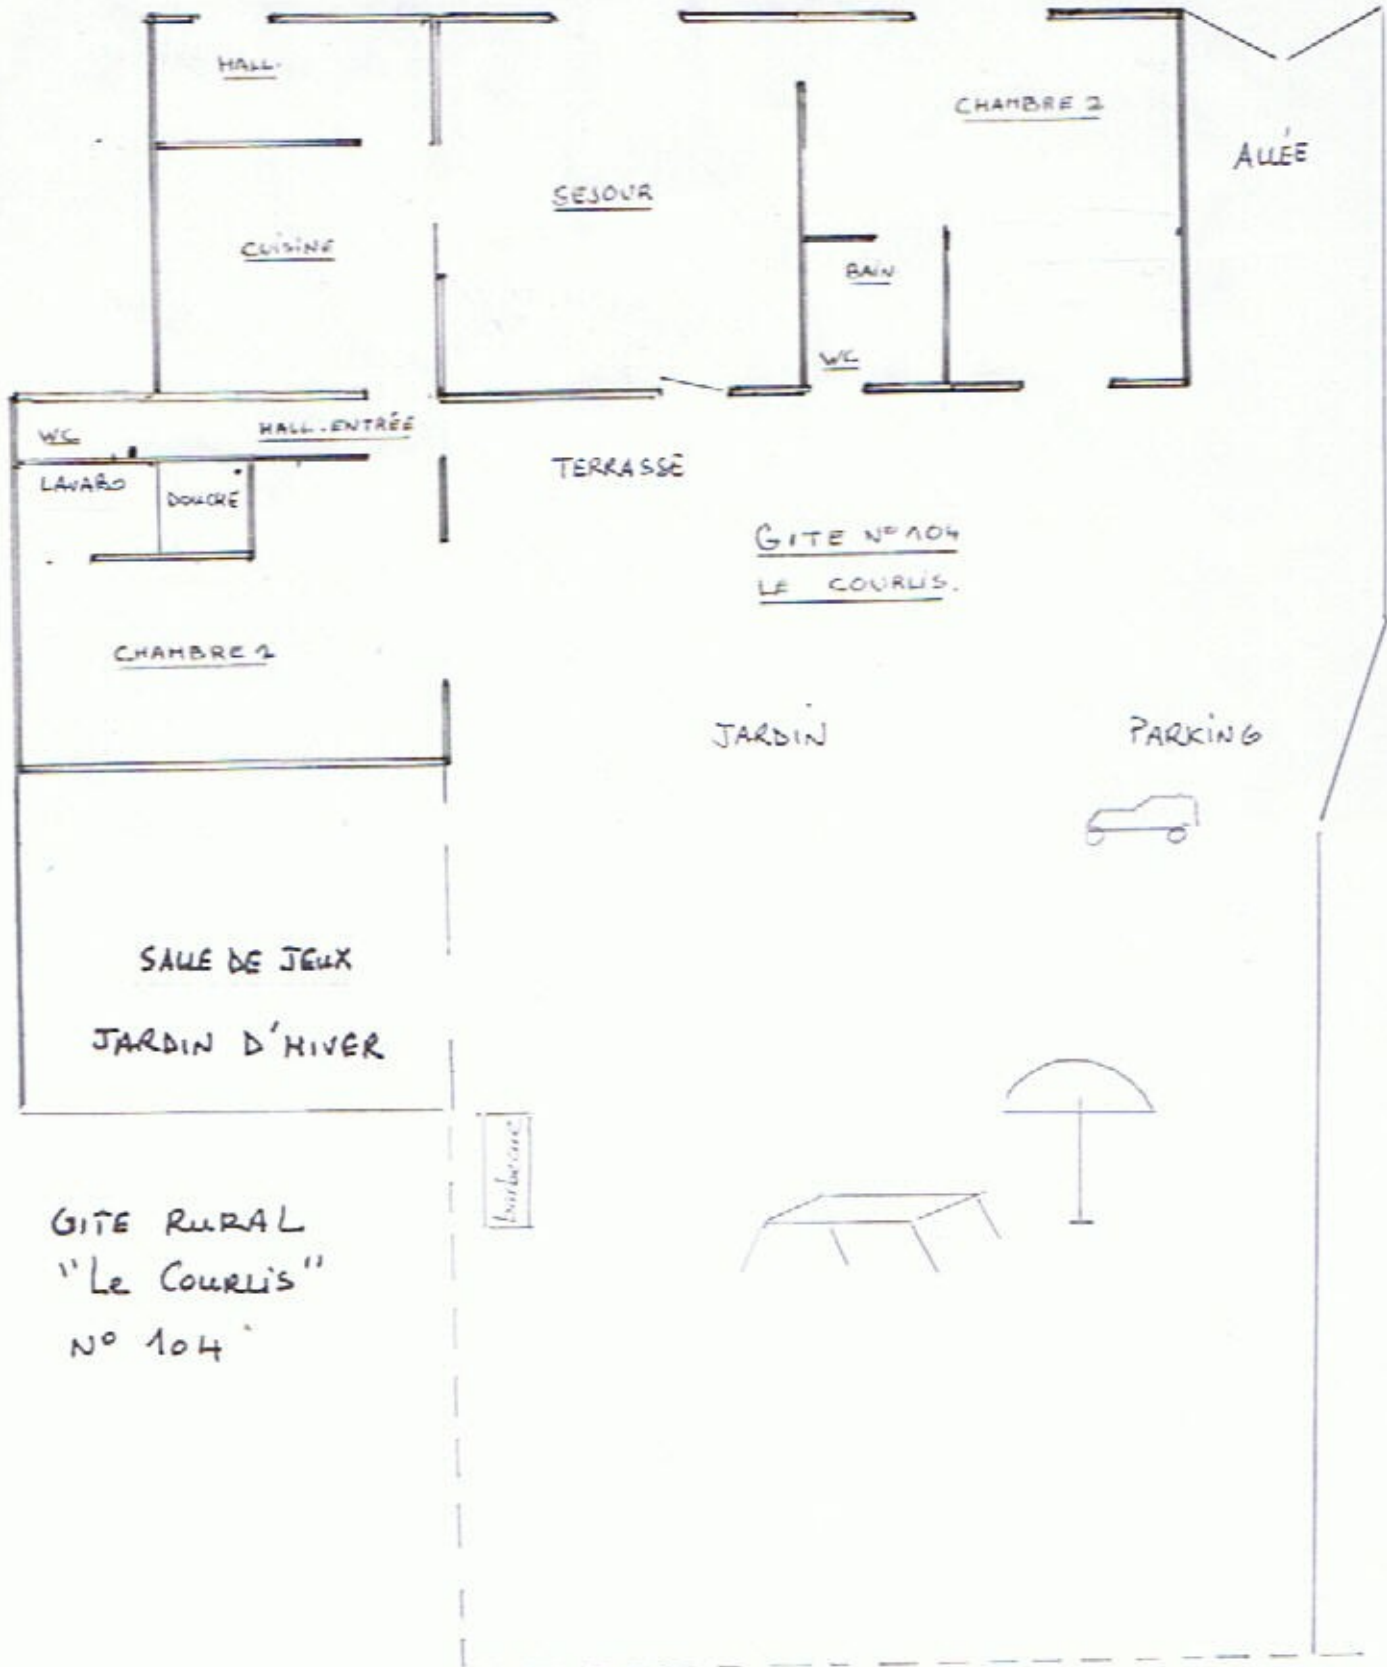 HALL.
CHAMBRE 2
ALLÉE
SEJOUR
CUISINE
BAIN
WC
HALL.ENTRÉE
WC
LAVABO
DOUCHE
TERRASSE
GITE N° 104
LE COURLIS.
CHAMBRE 1
JARDIN
PARKING
SALLE DE JEUX
JARDIN D'HIVER
barbecue
GITE RURAL
"Le COURLIS"
N° 104